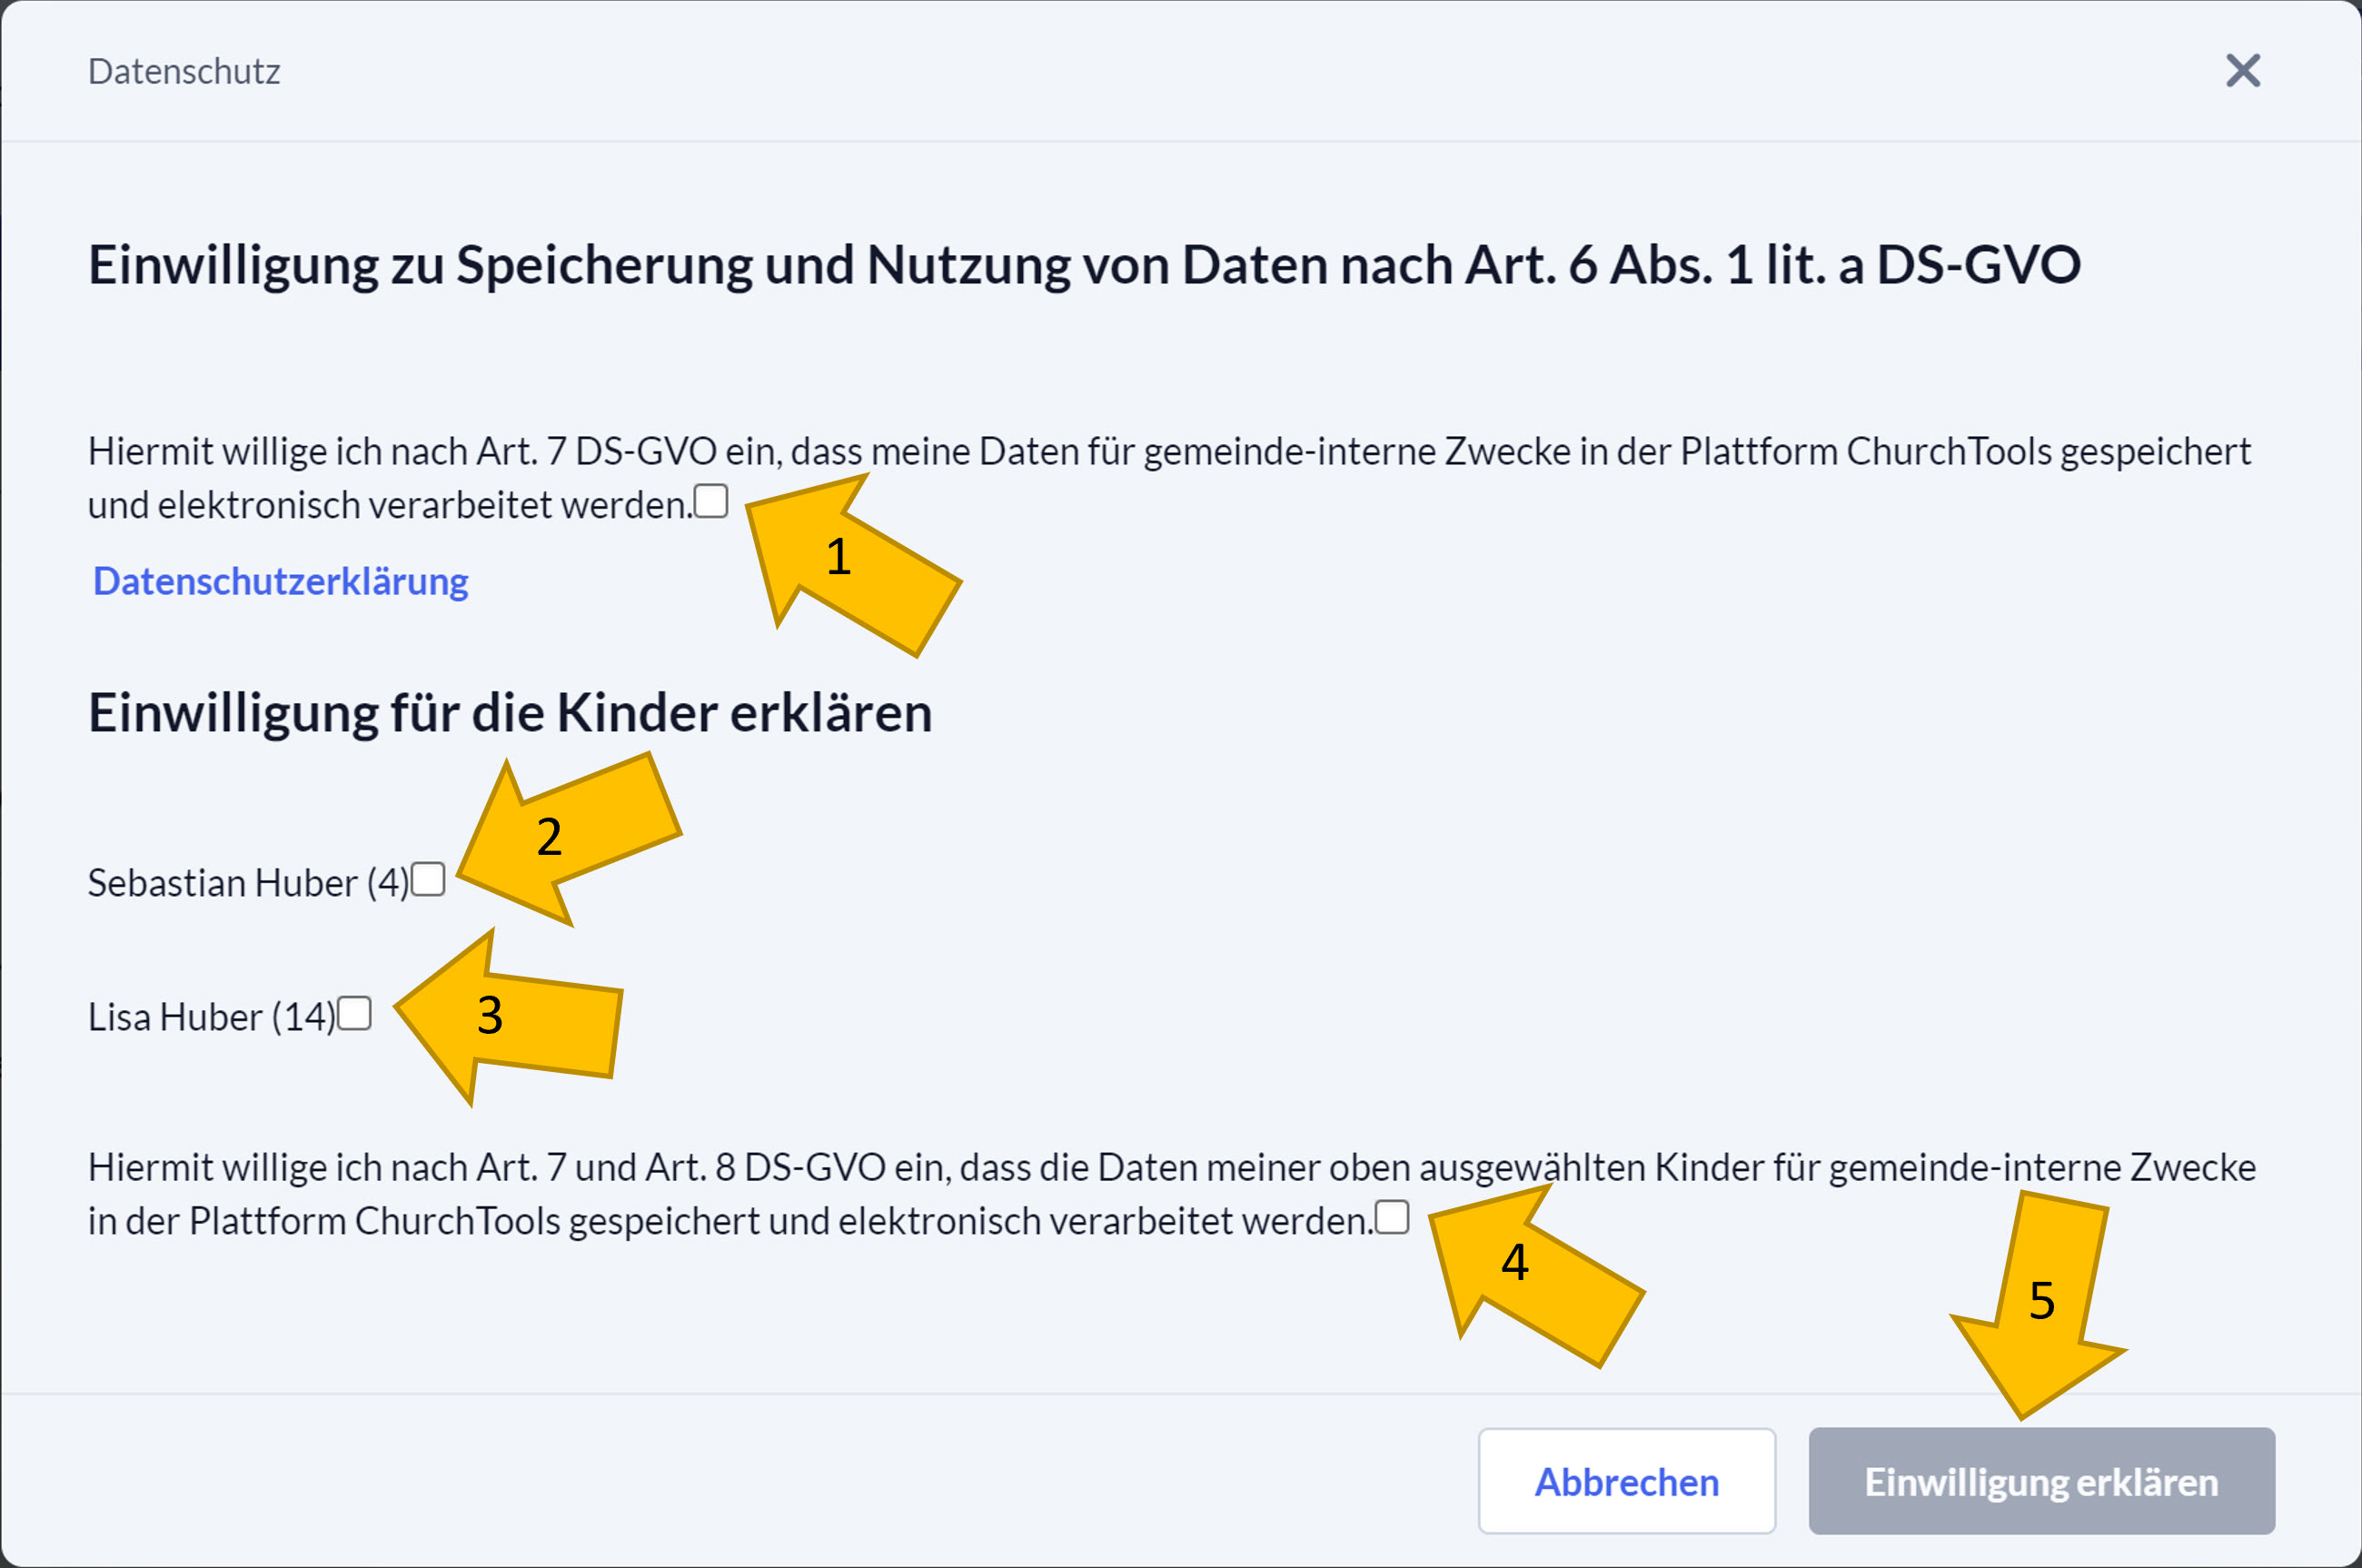 Datenschutz
Einwilligung zu Speicherung und Nutzung von Daten nach Art. 6 Abs. 1 lit. a DS-GVO
Hiermit willige ich nach Art. 7 DS-GVO ein, dass meine Daten für gemeinde-interne Zwecke in der Plattform ChurchTools gespeichert
und elektronisch verarbeitet werden.
1
Datenschutzerklärung
Einwilligung für die Kinder erklären
2
Sebastian Huber (4)
Lisa Huber (14)
3
Hiermit willige ich nach Art. 7 und Art. 8 DS-GVO ein, dass die Daten meiner oben ausgewählten Kinder für gemeinde-interne Zwecke
in der Plattform ChurchTools gespeichert und elektronisch verarbeitet werden.
4
5
Abbrechen
Einwilligung erklären